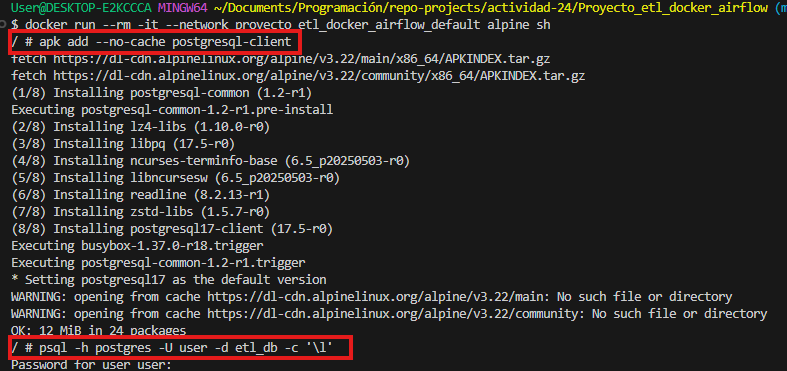 User@DESKTOP-E2KCCCA MINGW64 ~/Documents/Programación/repo-projects/actividad-24/Proyecto_etl_docker_airflow (m
$ docker run --rm -it --network proyecto_etl_docker_airflow_default alpine sh
/ # apk add --no-cache postgresql-client
fetch https://dl-cdn.alpinelinux.org/alpine/v3.22/main/x86_64/APKINDEX.tar.gz
fetch https://dl-cdn.alpinelinux.org/alpine/v3.22/community/x86_64/APKINDEX.tar.gz
(1/8) Installing postgresql-common (1.2-r1)
Executing postgresql-common-1.2-r1.pre-install
(2/8) Installing lz4-libs (1.10.0-r0)
(3/8) Installing libpq (17.5-r0)
(4/8) Installing ncurses-terminfo-base (6.5_p20250503-r0)
(5/8) Installing libncursesw (6.5_p20250503-r0)
(6/8) Installing readline (8.2.13-r1)
(7/8) Installing zstd-libs (1.5.7-r0)
(8/8) Installing postgresql17-client (17.5-r0)
Executing busybox-1.37.0-r18.trigger
Executing postgresql-common-1.2-r1.trigger
* Setting postgresql17 as the default version
WARNING: opening from cache https://dl-cdn.alpinelinux.org/alpine/v3.22/main: No such file or directory
WARNING: opening from cache https://dl-cdn.alpinelinux.org/alpine/v3.22/community: No such file or directory
OK: 12 MiB in 24 packages
/ # psql -h postgres -U user -d etl_db -c '\l'
Password for user user: